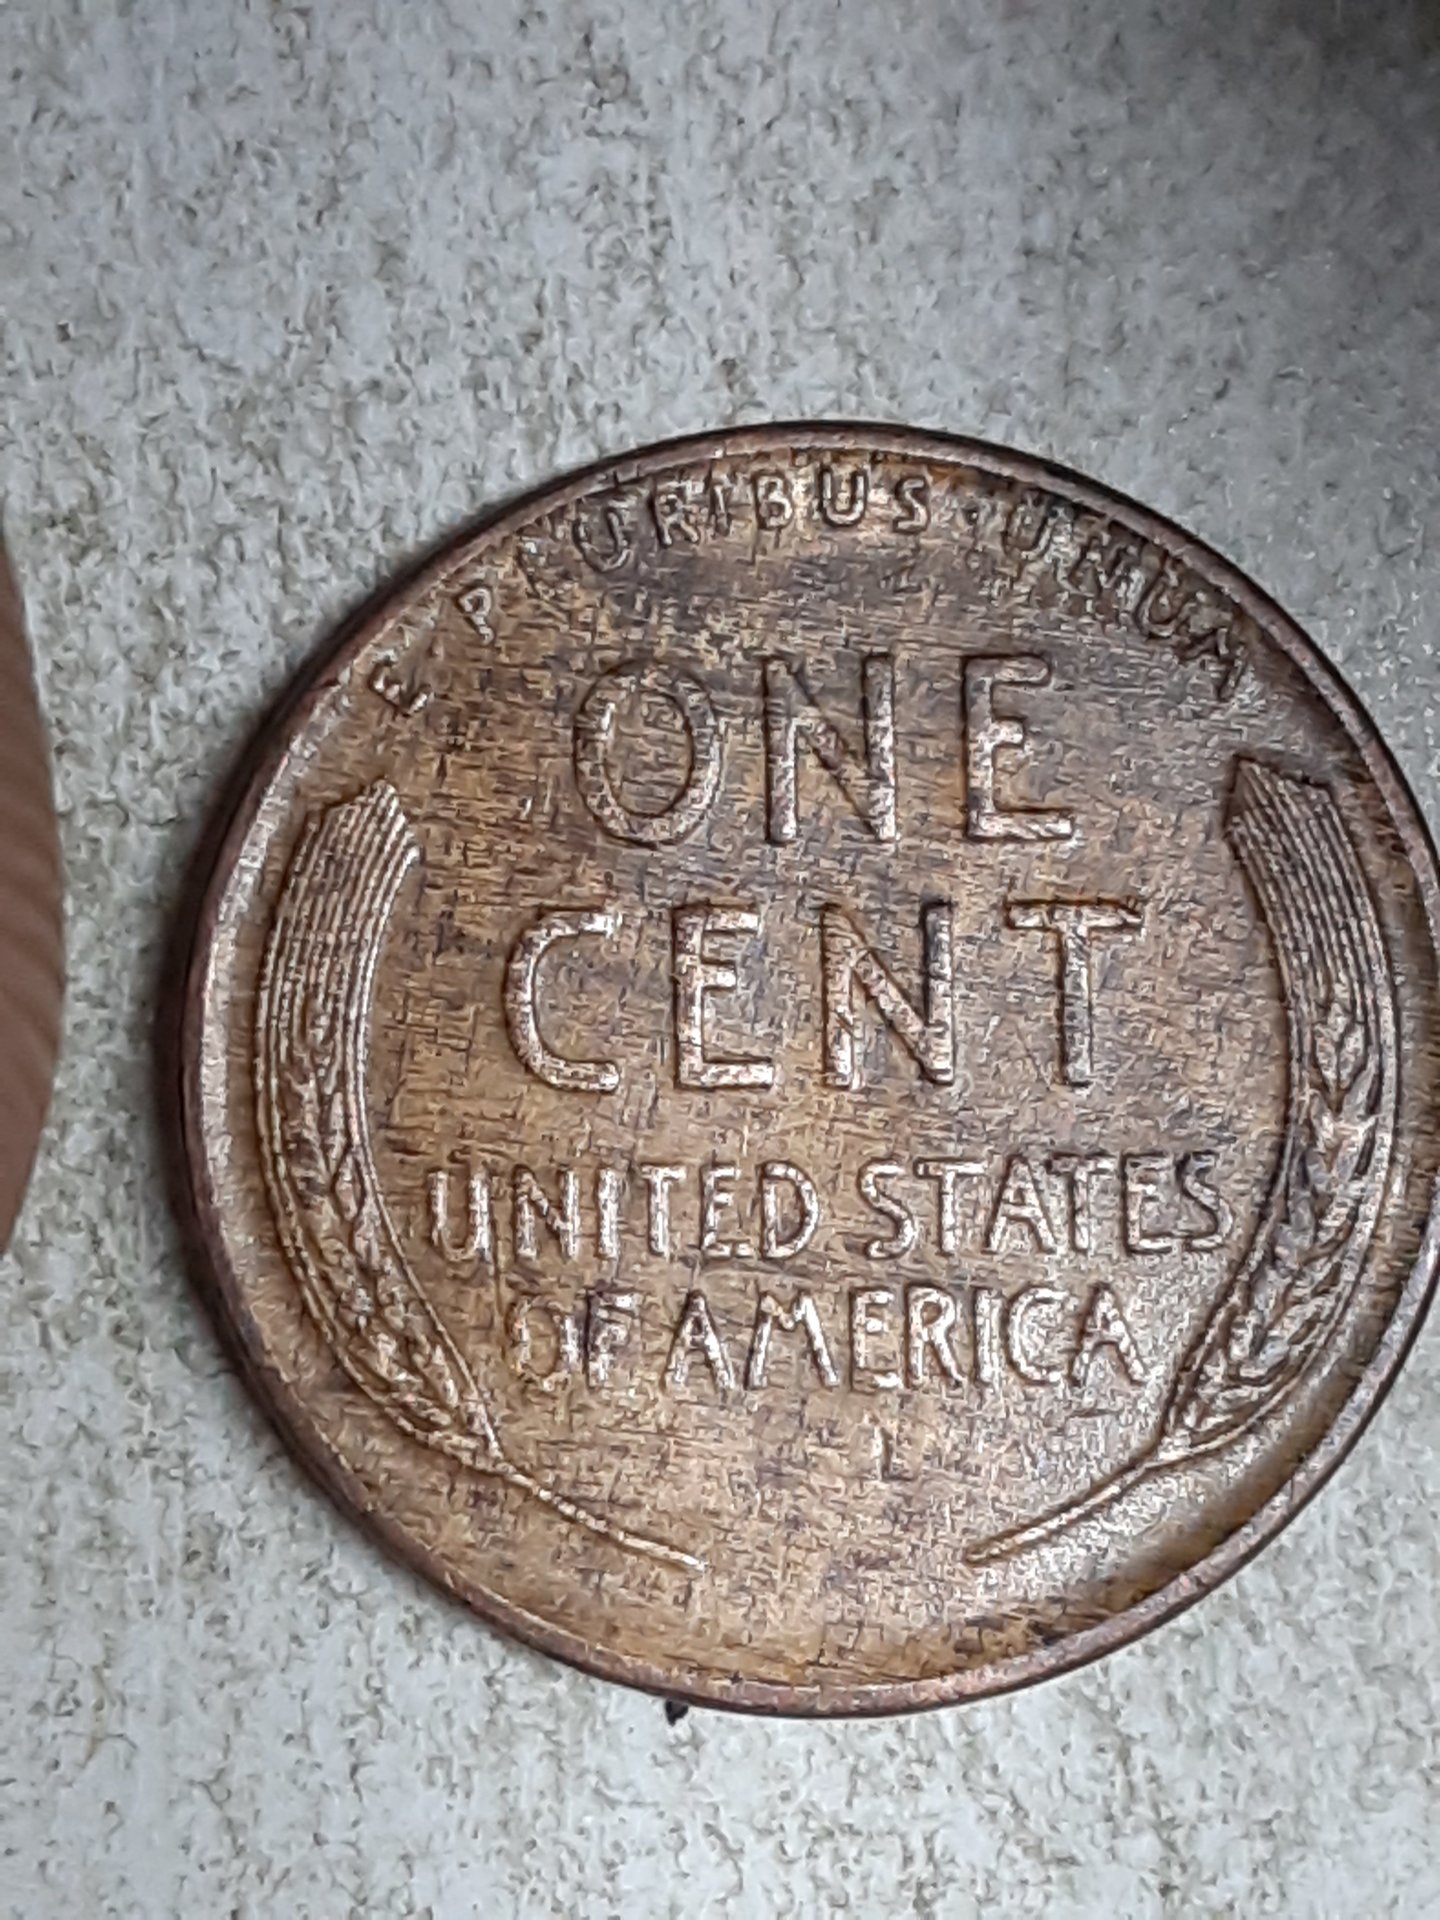 E PLURIBUS · UNUM
ONE
CENT
UNITED STATES
OF AMERICA
L